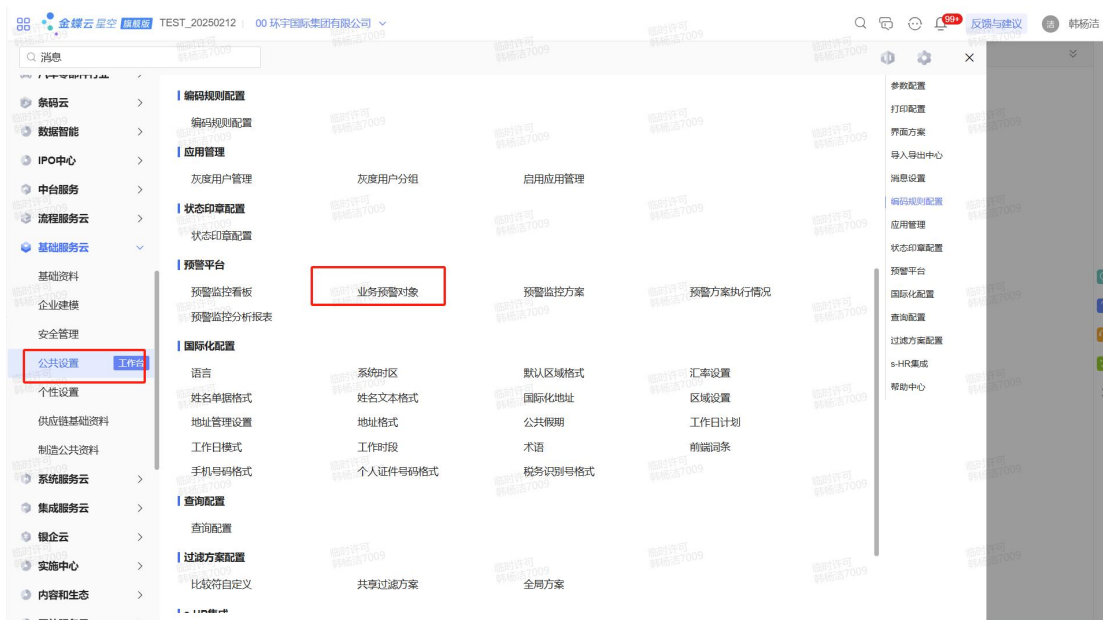 金蝶云星空 旗舰版 TEST_20250212 00 环宇国际集团有限公司 99+ 反馈与建议 洁 韩杨洁
消息
条码云
数据智能
IPO中心
中台服务
流程服务云
基础服务云
基础资料
企业建模
安全管理
公共设置 工作台
个性设置
供应链基础资料
制造公共资料
系统服务云
集成服务云
银企云
实施中心
内容和生态
编码规则配置
编码规则配置
应用管理
灰度用户管理 灰度用户分组 启用应用管理
状态印章配置
状态印章配置
预警平台
预警监控看板 业务预警对象 预警监控方案 预警方案执行情况
预警监控分析报表
国际化配置
语言 系统时区 默认区域格式 汇率设置
姓名单据格式 姓名文本格式 国际化地址 区域设置
地址管理设置 地址格式 公共假期 工作日计划
工作日模式 工作时段 术语 前端词条
手机号码格式 个人证件号码格式 税务识别号格式
查询配置
查询配置
过滤方案配置
比较符自定义 共享过滤方案 全局方案
参数配置
打印配置
界面方案
导入导出中心
消息设置
编码规则配置
应用管理
状态印章配置
预警平台
国际化配置
查询配置
过滤方案配置
s-HR集成
帮助中心
临时许可
韩杨洁7009